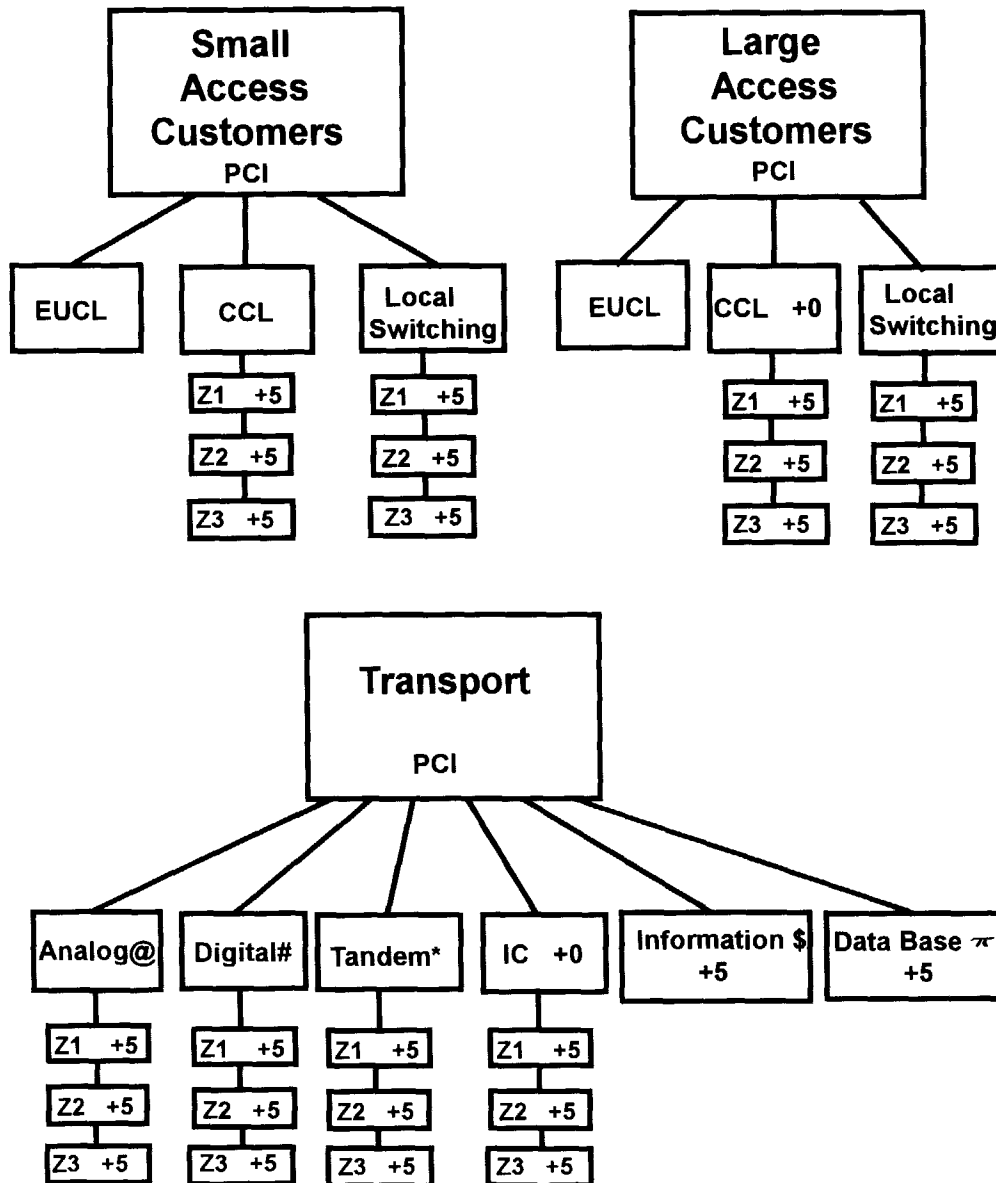 Small
Access
Customers
PCI
EUCL
CCL
Local
Switching
Z1 +5
Z2 +5
Z3 +5
Z1 +5
Z2 +5
Z3 +5
Large
Access
Customers
PCI
EUCL
CCL +0
Local
Switching
Z1 +5
Z2 +5
Z3 +5
Z1 +5
Z2 +5
Z3 +5
Transport
PCI
Analog@
Digital#
Tandem*
IC +0
Information $
+5
Data Base π
+5
Z1 +5
Z2 +5
Z3 +5
Z1 +5
Z2 +5
Z3 +5
Z1 +5
Z2 +5
Z3 +5
Z1 +5
Z2 +5
Z3 +5